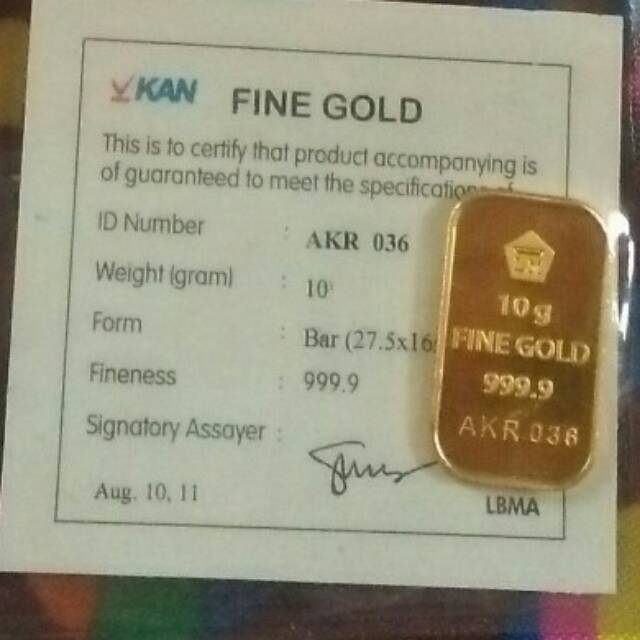 KAN
FINE GOLD
This is to certify that product accompanying is
of guaranteed to meet the specification
ID Number : AKR 036
Weight (gram) : 10
Form : Bar (27.5x16
Fineness : 999.9
Signatory Assayer :
Aug. 10, 11
LBMA
10g
FINE GOLD
999.9
AKR 036